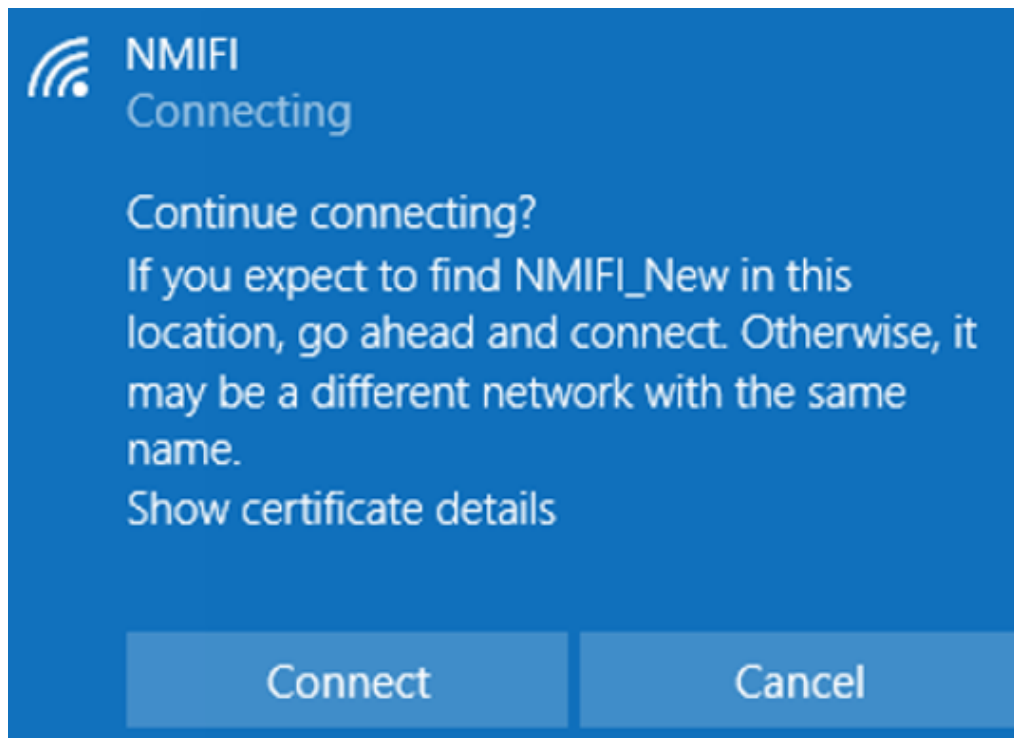 NMIFI
Connecting
Continue connecting?
If you expect to find NMIFI_New in this
location, go ahead and connect. Otherwise, it
may be a different network with the same
name.
Show certificate details
Connect
Cancel